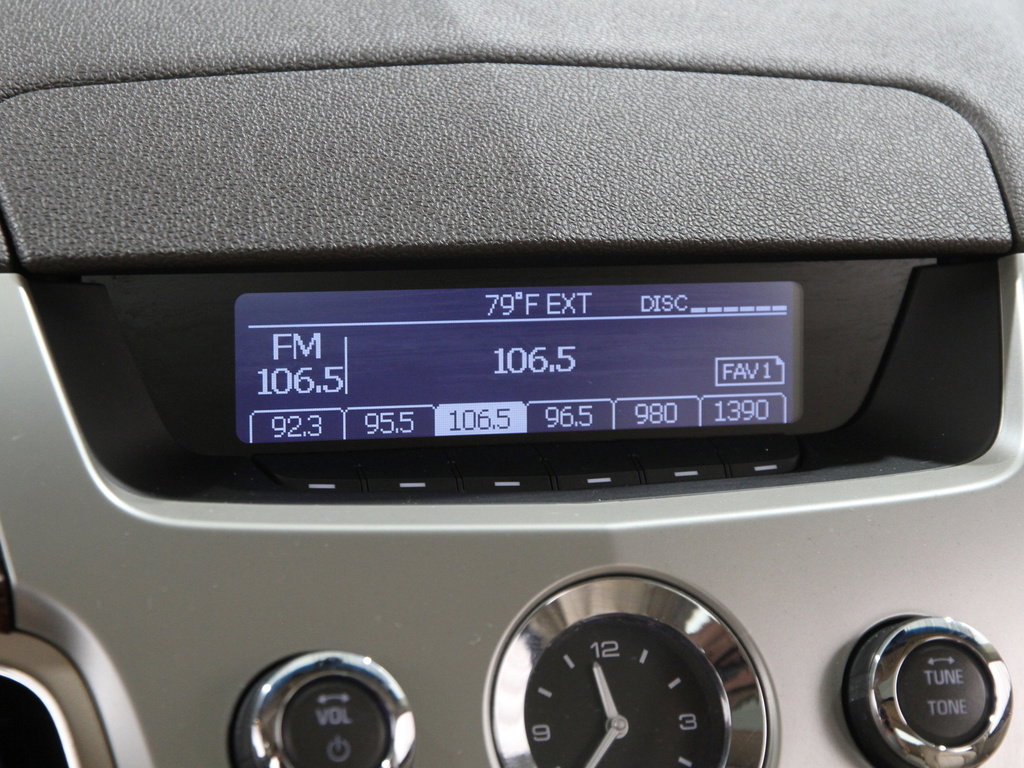 79°F EXT DISC
FM
106.5
106.5
FAV 1
92.3 95.5 106.5 96.5 980 1390
12
3
9
VOL
TUNE
TONE